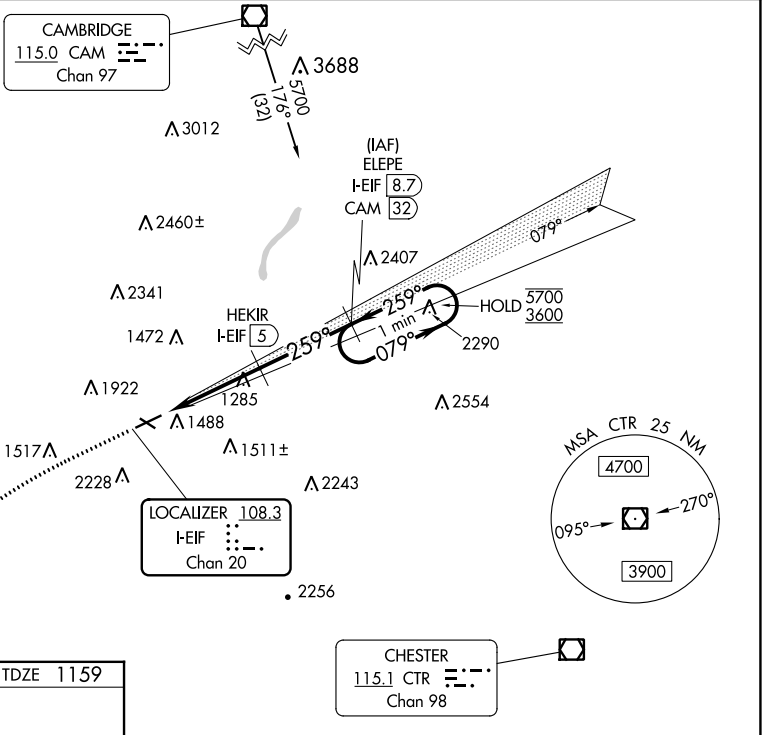 CAMBRIDGE
115.0 CAM
Chan 97
3688
5700
176°
(32)
3012
(IAF)
ELEPE
I-EIF 8.7
CAM 32
2460±
079°
2407
2341
HEKIR
I-EIF 5
259°
259°
1 min
079°
HOLD 5700
3600
1472
2290
1922
1285
2554
1488
1517
1511±
2228
2243
MSA CTR 25 NM
4700
095°
270°
3900
LOCALIZER 108.3
I-EIF
Chan 20
2256
CHESTER
115.1 CTR
Chan 98
TDZE 1159